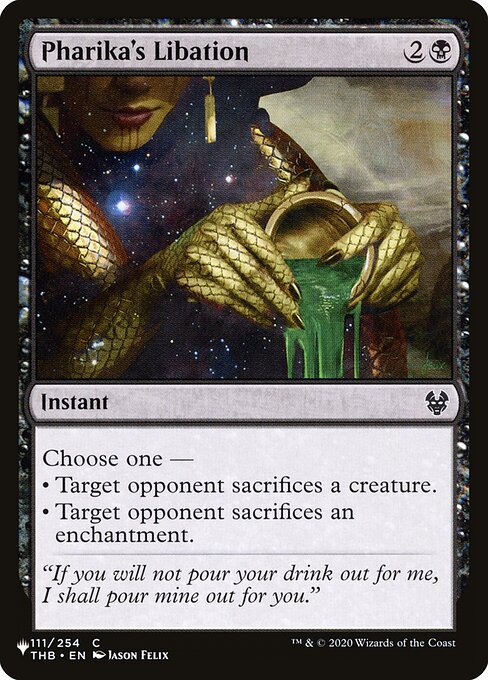 Pharika's Libation 2
Instant
Choose one —
• Target opponent sacrifices a creature.
• Target opponent sacrifices an
enchantment.
“If you will not pour your drink out for me,
I shall pour mine out for you.”
111/254 C
THB • EN Jason Felix
™ & © 2020 Wizards of the Coast